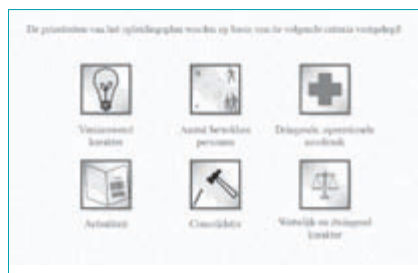 De prioriteiten van het opleidingsplan worden op basis van de volgende criteria vastgelegd:
Vernieuwend
karakter
Aantal betrokken
personen
Dringende, operationele
noodzaak
Actualiteit
Consolidatie
Wettelijk en dwingend
karakter